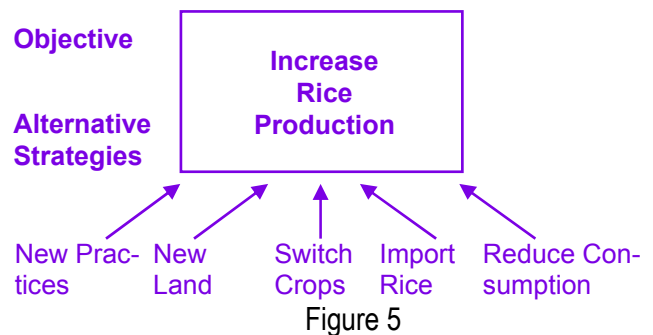 Objective
Increase
Rice
Production
Alternative
Strategies
New Prac-
tices
New
Land
Switch
Crops
Import
Rice
Reduce Con-
sumption
Figure 5